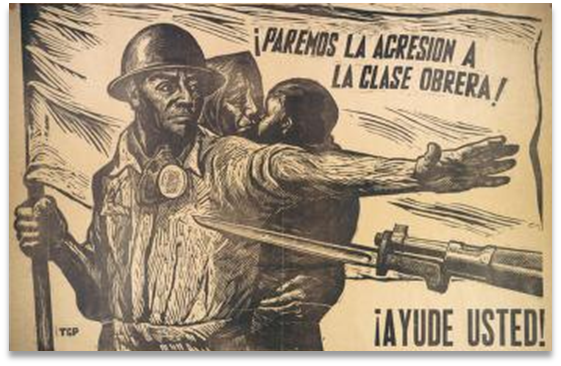 ¡PAREMOS LA AGRESION A
LA CLASE OBRERA!
¡AYUDE USTED!
TGP